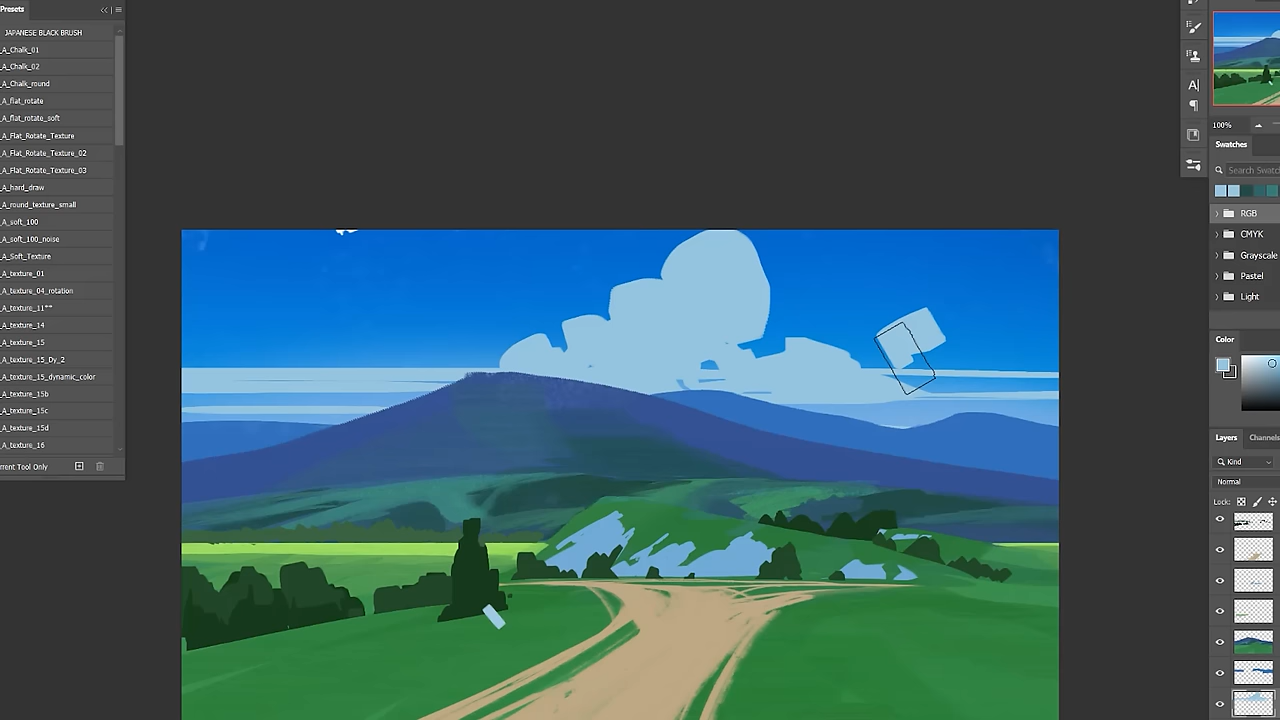 Presets
JAPANESE BLACK BRUSH
_A_Chalk_01
_A_Chalk_02
_A_Chalk_round
_A_flat_rotate
_A_flat_rotate_soft
_A_Flat_Rotate_Texture
_A_Flat_Rotate_Texture_02
_A_Flat_Rotate_Texture_03
_A_hard_draw
_A_round_texture_small
_A_soft_100
_A_soft_100_noise
_A_Soft_Texture
_A_texture_01
_A_texture_04_rotation
_A_texture_11**
_A_texture_14
_A_texture_15
_A_texture_15_Dy_2
_A_texture_15_dynamic_color
_A_texture_15b
_A_texture_15c
_A_texture_15d
_A_texture_16
rrent Tool Only
A|
100%
Swatches
Search Swatc
RGB
CMYK
Grayscale
Pastel
Light
Color
Layers Channels
Kind
Normal
Lock: